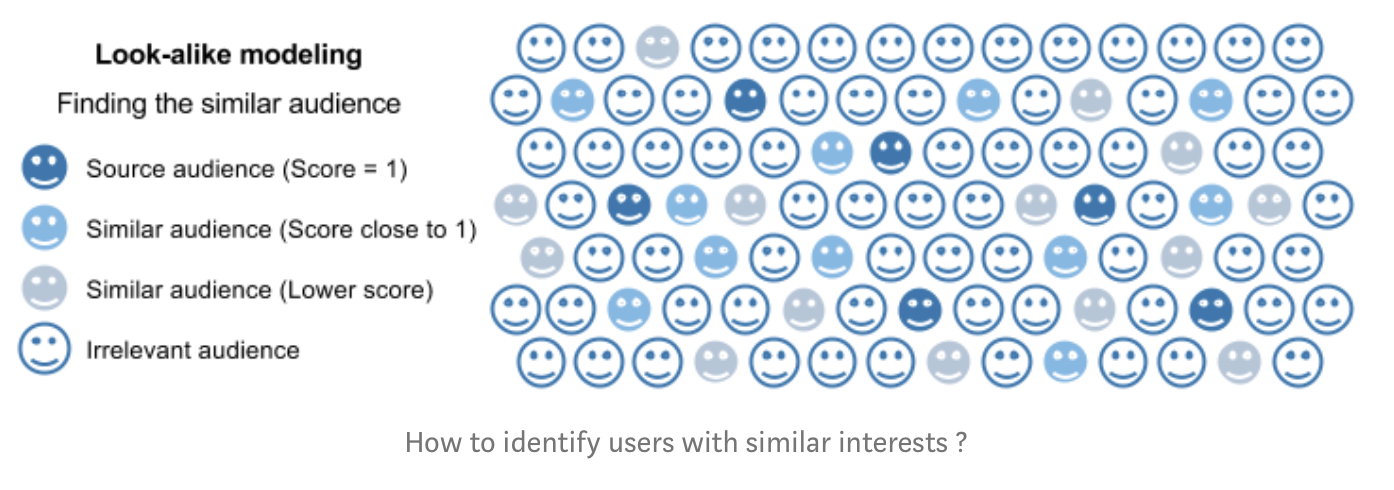 Look-alike modeling
Finding the similar audience
Source audience (Score = 1)
Similar audience (Score close to 1)
Similar audience (Lower score)
Irrelevant audience
How to identify users with similar interests ?